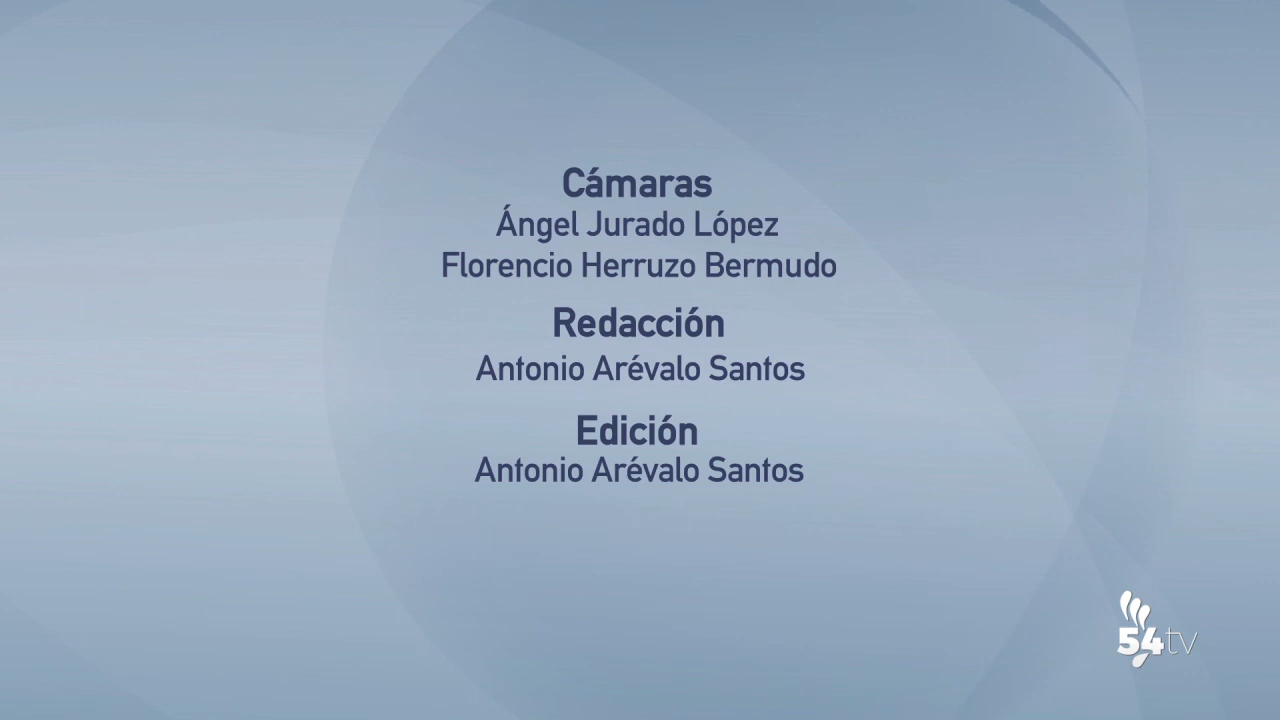 Cámaras
Ángel Jurado López
Florencio Herruzo Bermudo
Redacción
Antonio Arévalo Santos
Edición
Antonio Arévalo Santos
54tv